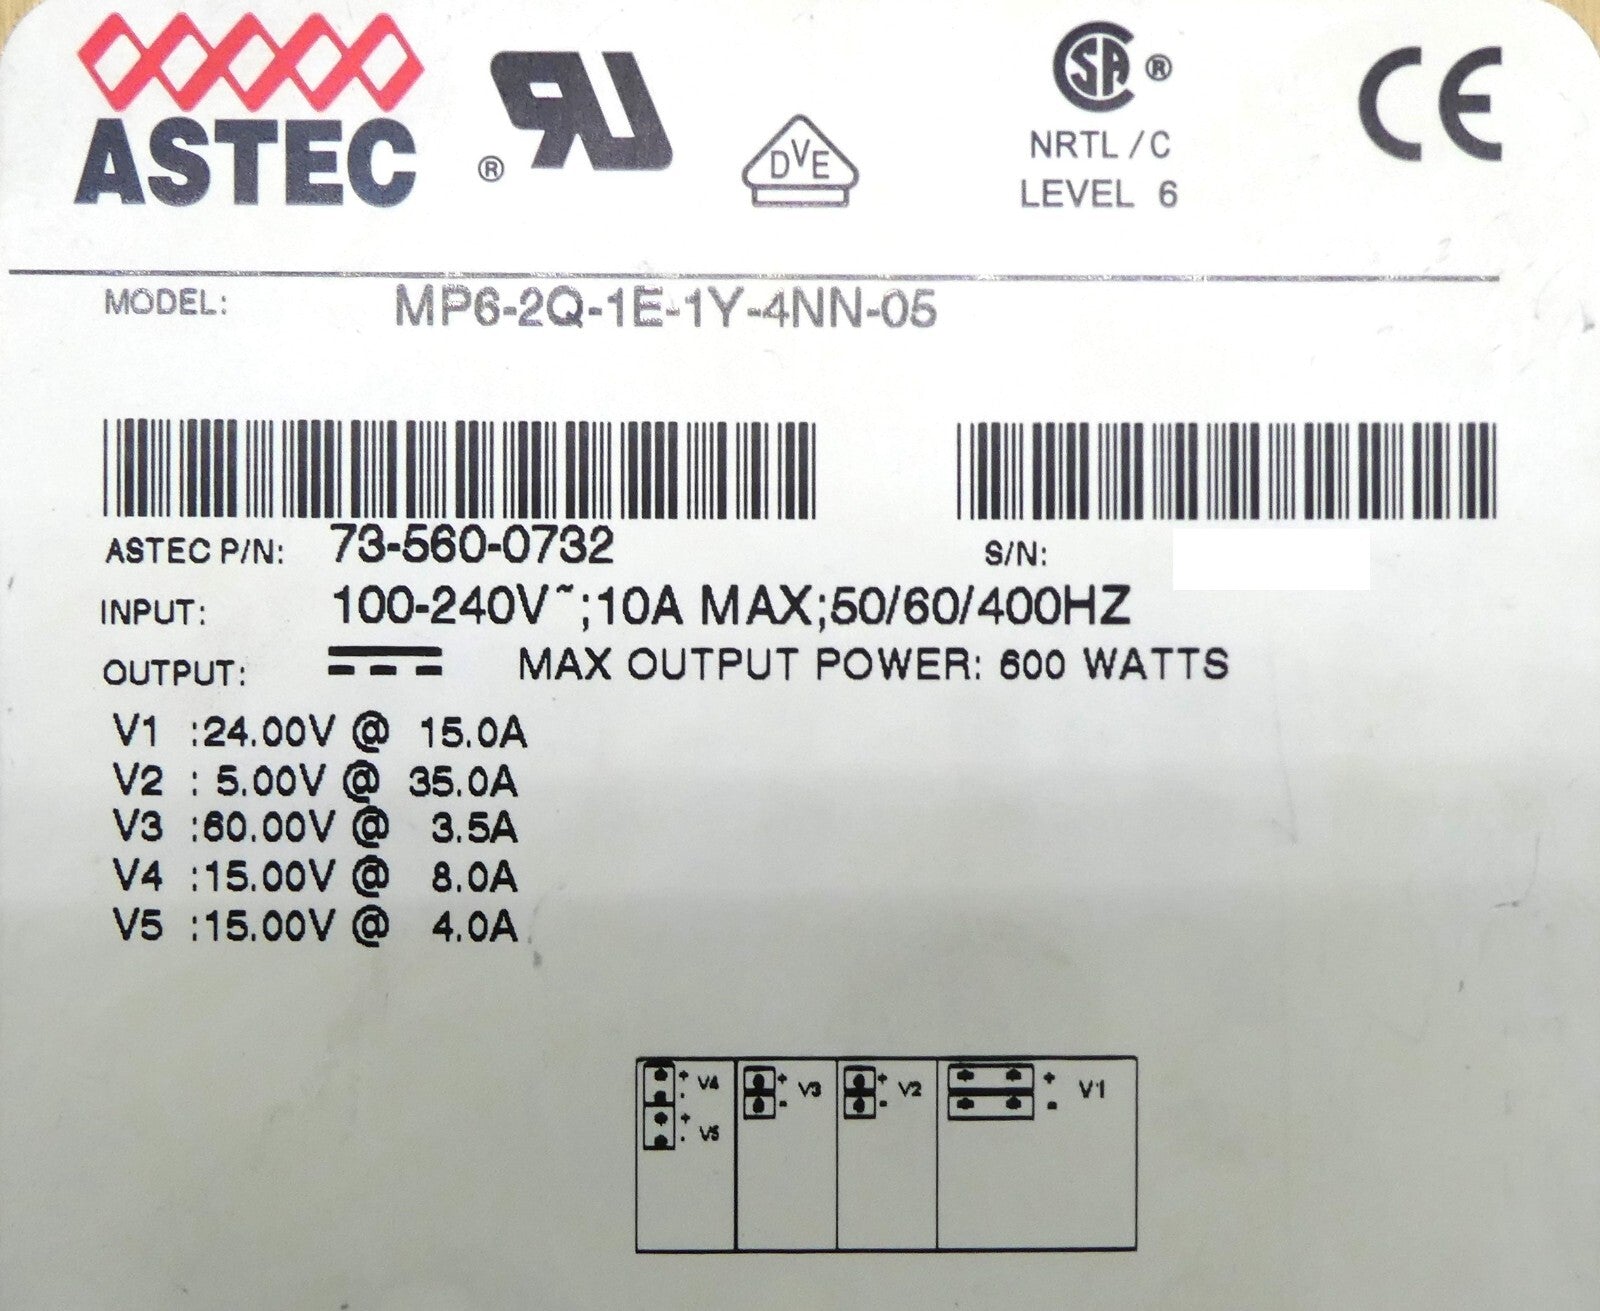 ASTEC
® RU
DVE
SA ®
NRTL / C
LEVEL 6
CE
MODEL: MP6-2Q-1E-1Y-4NN-05
ASTEC P/N: 73-560-0732 S/N:
INPUT: 100-240V~;10A MAX;50/60/400HZ
OUTPUT: MAX OUTPUT POWER: 600 WATTS
V1 :24.00V @ 15.0A
V2 : 5.00V @ 35.0A
V3 :60.00V @ 3.5A
V4 :15.00V @ 8.0A
V5 :15.00V @ 4.0A
+ V4 + V3 + V2 + V1
- - - -
+ V5
-